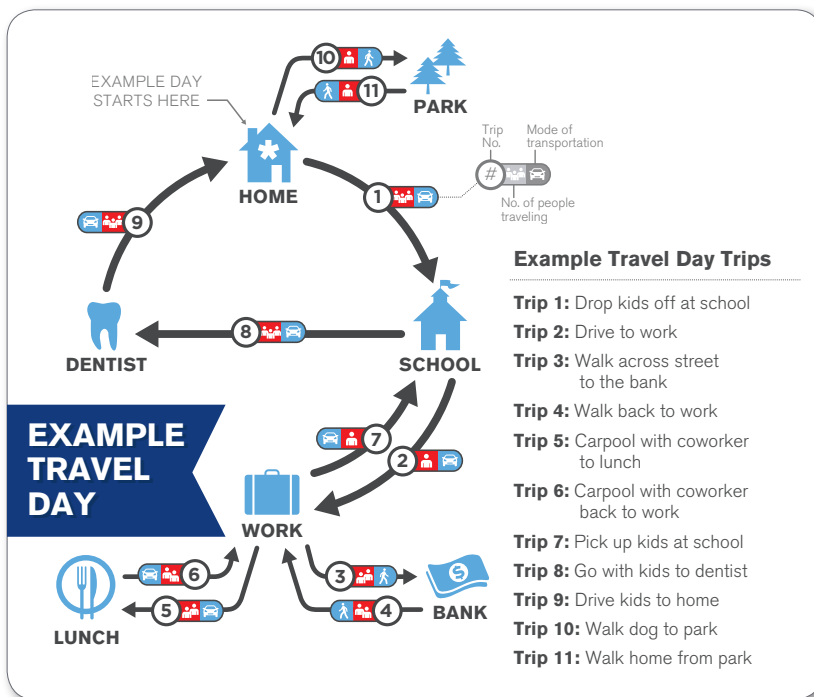 EXAMPLE DAY
STARTS HERE
10
11
PARK
HOME
Trip
No.
Mode of
transportation
#
No. of people
traveling
1
9
8
DENTIST
SCHOOL
7
2
EXAMPLE
TRAVEL
DAY
WORK
6
5
LUNCH
3
4
$
BANK
Example Travel Day Trips
Trip 1: Drop kids off at school
Trip 2: Drive to work
Trip 3: Walk across street
to the bank
Trip 4: Walk back to work
Trip 5: Carpool with coworker
to lunch
Trip 6: Carpool with coworker
back to work
Trip 7: Pick up kids at school
Trip 8: Go with kids to dentist
Trip 9: Drive kids to home
Trip 10: Walk dog to park
Trip 11: Walk home from park